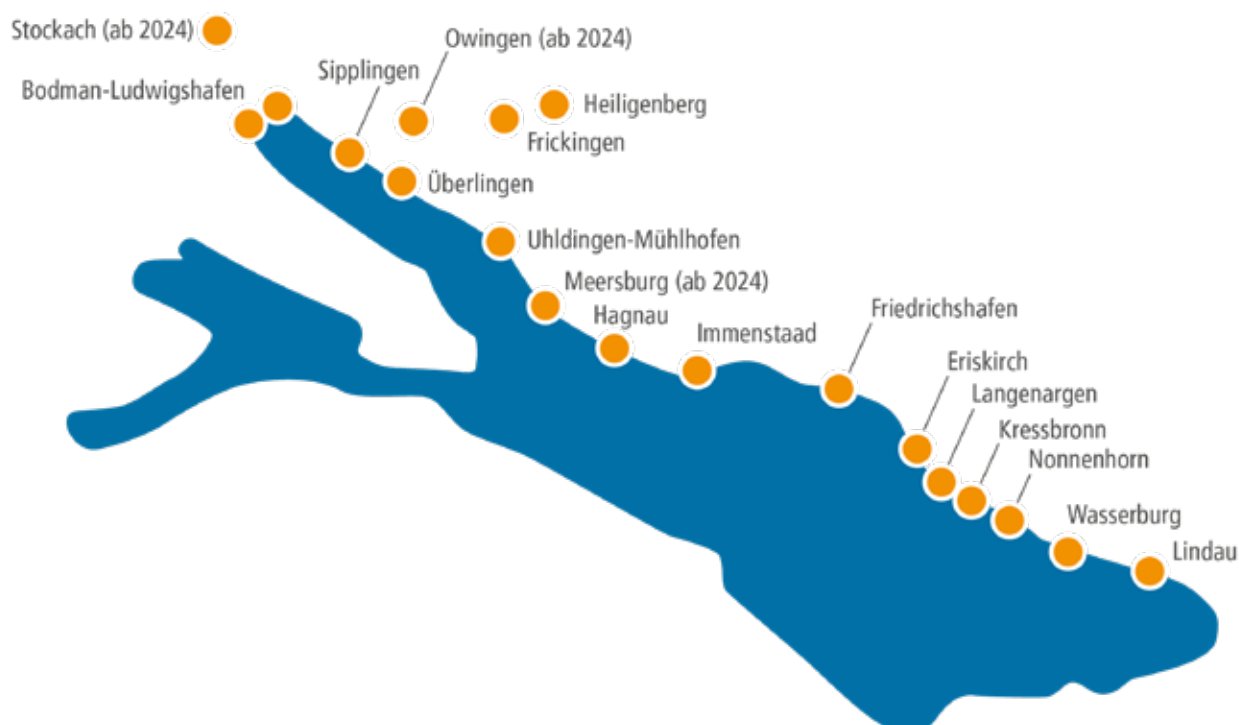 Stockach (ab 2024)
Owingen (ab 2024)
Sipplingen
Bodman-Ludwigshafen
Heiligenberg
Frickingen
Überlingen
Uhldingen-Mühlhofen
Meersburg (ab 2024)
Hagnau
Immenstaad
Friedrichshafen
Eriskirch
Langenargen
Kressbronn
Nonnenhorn
Wasserburg
Lindau